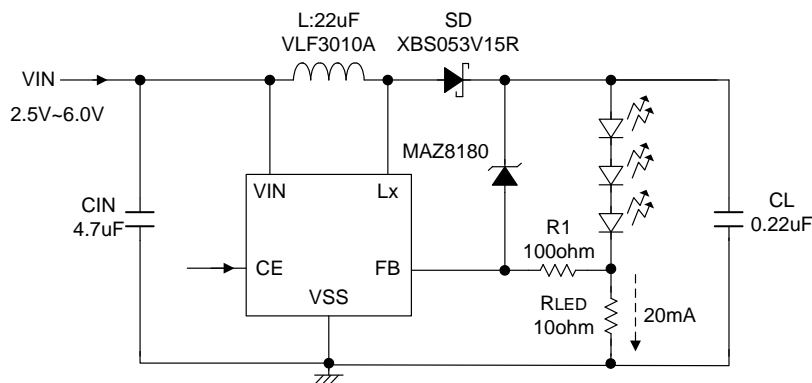 L:22uF
VLF3010A
SD
XBS053V15R
VIN
2.5V~6.0V
MAZ8180
CIN
4.7uF
VIN
Lx
CL
0.22uF
R1
100ohm
CE
FB
VSS
RLED
10ohm
20mA